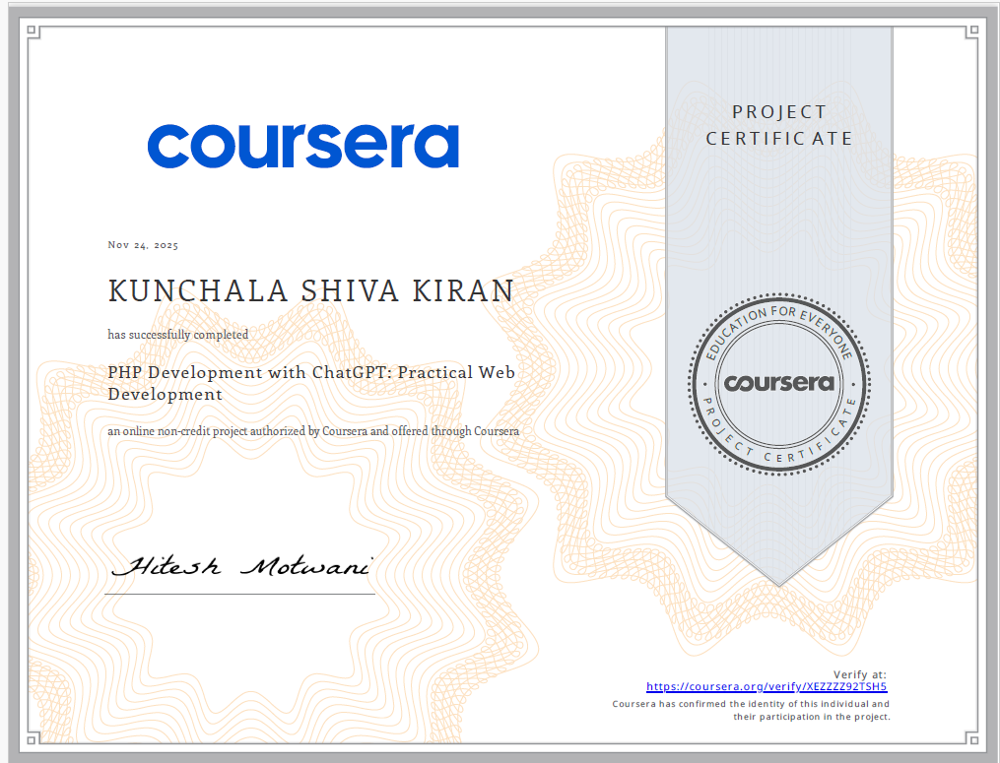 coursera
PROJECT
CERTIFICATE
Nov 24, 2025
KUNCHALA SHIVA KIRAN
has successfully completed
PHP Development with ChatGPT: Practical Web
Development
an online non-credit project authorized by Coursera and offered through Coursera
Hitesh Motwani
EDUCATION FOR EVERYONE
coursera
PROJECT CERTIFICATE
Verify at:
https://coursera.org/verify/XEZZZZ92TSH5
Coursera has confirmed the identity of this individual and
their participation in the project.